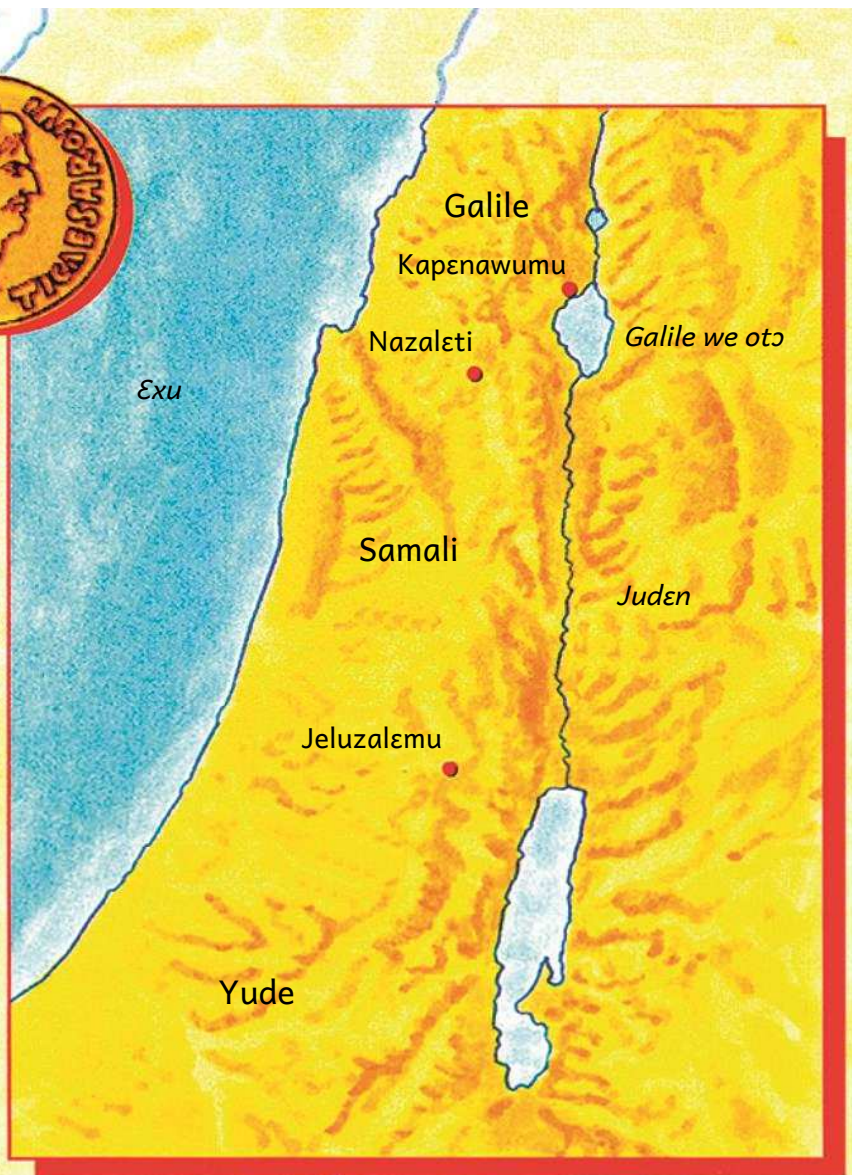 Galile
Kapɛnawumu
Nazalɛti
Galile we otɔ
Ɛxu
Samali
Judɛn
Jeluzalɛmu
Yude